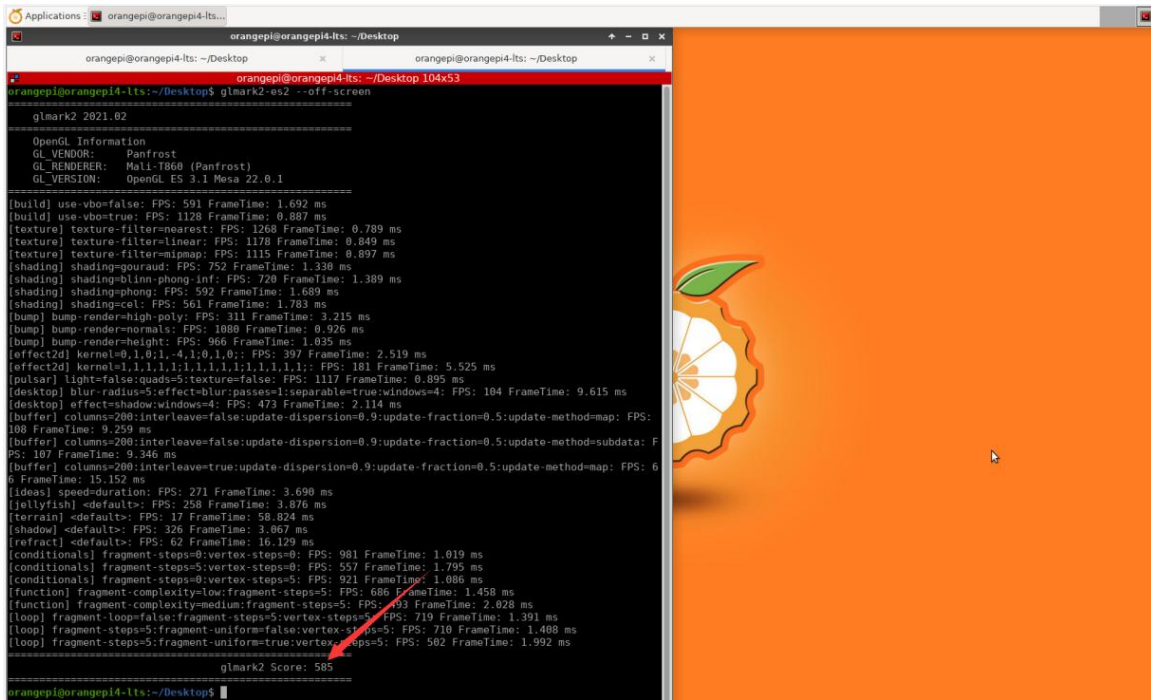 Applications : orangepi@orangepi4-lts...
orangepi@orangepi4-lts: ~/Desktop
orangepi@orangepi4-lts: ~/Desktop × orangepi@orangepi4-lts: ~/Desktop ×
orangepi@orangepi4-lts: ~/Desktop 104x53
orangepi@orangepi4-lts:~/Desktop$ glmark2-es2 --off-screen
=======================================================
glmark2 2021.02
=======================================================
OpenGL Information
GL_VENDOR: Panfrost
GL_RENDERER: Mali-T860 (Panfrost)
GL_VERSION: OpenGL ES 3.1 Mesa 22.0.1
=======================================================
[build] use-vbo=false: FPS: 591 FrameTime: 1.692 ms
[build] use-vbo=true: FPS: 1128 FrameTime: 0.887 ms
[texture] texture-filter=nearest: FPS: 1268 FrameTime: 0.789 ms
[texture] texture-filter=linear: FPS: 1178 FrameTime: 0.849 ms
[texture] texture-filter=mipmap: FPS: 1115 FrameTime: 0.897 ms
[shading] shading=gouraud: FPS: 752 FrameTime: 1.330 ms
[shading] shading=blinn-phong-inf: FPS: 720 FrameTime: 1.389 ms
[shading] shading=phong: FPS: 592 FrameTime: 1.689 ms
[shading] shading=cel: FPS: 561 FrameTime: 1.783 ms
[bump] bump-render=high-poly: FPS: 311 FrameTime: 3.215 ms
[bump] bump-render=normals: FPS: 1080 FrameTime: 0.926 ms
[bump] bump-render=height: FPS: 966 FrameTime: 1.035 ms
[effect2d] kernel=0,1,0;1,-4,1;0,1,0;: FPS: 397 FrameTime: 2.519 ms
[effect2d] kernel=1,1,1,1,1;1,1,1,1,1;1,1,1,1,1;: FPS: 181 FrameTime: 5.525 ms
[pulsar] light=false:quads=5:texture=false: FPS: 1117 FrameTime: 0.895 ms
[desktop] blur-radius=5:effect=blur:passes=1:separable=true:windows=4: FPS: 104 FrameTime: 9.615 ms
[desktop] effect=shadow:windows=4: FPS: 473 FrameTime: 2.114 ms
[buffer] columns=200:interleave=false:update-dispersion=0.9:update-fraction=0.5:update-method=map: FPS:
108 FrameTime: 9.259 ms
[buffer] columns=200:interleave=false:update-dispersion=0.9:update-fraction=0.5:update-method=subdata: F
PS: 107 FrameTime: 9.346 ms
[buffer] columns=200:interleave=true:update-dispersion=0.9:update-fraction=0.5:update-method=map: FPS: 6
6 FrameTime: 15.152 ms
[ideas] speed=duration: FPS: 271 FrameTime: 3.690 ms
[jellyfish] <default>: FPS: 258 FrameTime: 3.876 ms
[terrain] <default>: FPS: 17 FrameTime: 58.824 ms
[shadow] <default>: FPS: 326 FrameTime: 3.067 ms
[refract] <default>: FPS: 62 FrameTime: 16.129 ms
[conditionals] fragment-steps=0:vertex-steps=0: FPS: 981 FrameTime: 1.019 ms
[conditionals] fragment-steps=5:vertex-steps=0: FPS: 557 FrameTime: 1.795 ms
[conditionals] fragment-steps=0:vertex-steps=5: FPS: 921 FrameTime: 1.086 ms
[function] fragment-complexity=low:fragment-steps=5: FPS: 686 FrameTime: 1.458 ms
[function] fragment-complexity=medium:fragment-steps=5: FPS: 493 FrameTime: 2.028 ms
[loop] fragment-loop=false:fragment-steps=5:vertex-steps=5: FPS: 719 FrameTime: 1.391 ms
[loop] fragment-steps=5:fragment-uniform=false:vertex-steps=5: FPS: 710 FrameTime: 1.408 ms
[loop] fragment-steps=5:fragment-uniform=true:vertex-steps=5: FPS: 502 FrameTime: 1.992 ms
=======================================================
glmark2 Score: 585
=======================================================
orangepi@orangepi4-lts:~/Desktop$